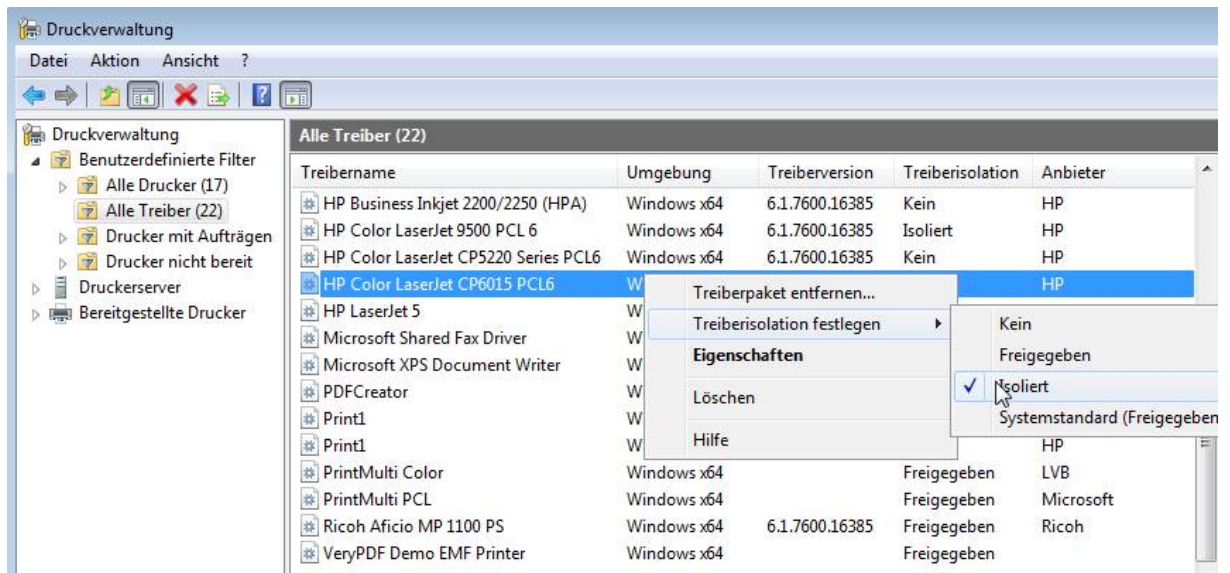 Druckverwaltung
Datei Aktion Ansicht ?
Druckverwaltung
Benutzerdefinierte Filter
Alle Drucker (17)
Alle Treiber (22)
Drucker mit Aufträgen
Drucker nicht bereit
Druckerserver
Bereitgestellte Drucker
Alle Treiber (22)
Treibername Umgebung Treiberversion Treiberisolation Anbieter
HP Business Inkjet 2200/2250 (HPA) Windows x64 6.1.7600.16385 Kein HP
HP Color LaserJet 9500 PCL 6 Windows x64 6.1.7600.16385 Isoliert HP
HP Color LaserJet CP5220 Series PCL6 Windows x64 6.1.7600.16385 Kein HP
HP Color LaserJet CP6015 PCL6 W HP
HP LaserJet 5 W
Microsoft Shared Fax Driver W
Microsoft XPS Document Writer W
PDFCreator W
Print1 W
Print1 W HP
PrintMulti Color Windows x64 Freigegeben LVB
PrintMulti PCL Windows x64 Freigegeben Microsoft
Ricoh Aficio MP 1100 PS Windows x64 6.1.7600.16385 Freigegeben Ricoh
VeryPDF Demo EMF Printer Windows x64 Freigegeben
Treiberpaket entfernen...
Treiberisolation festlegen
Eigenschaften
Löschen
Hilfe
Kein
Freigegeben
Isoliert
Systemstandard (Freigegeben